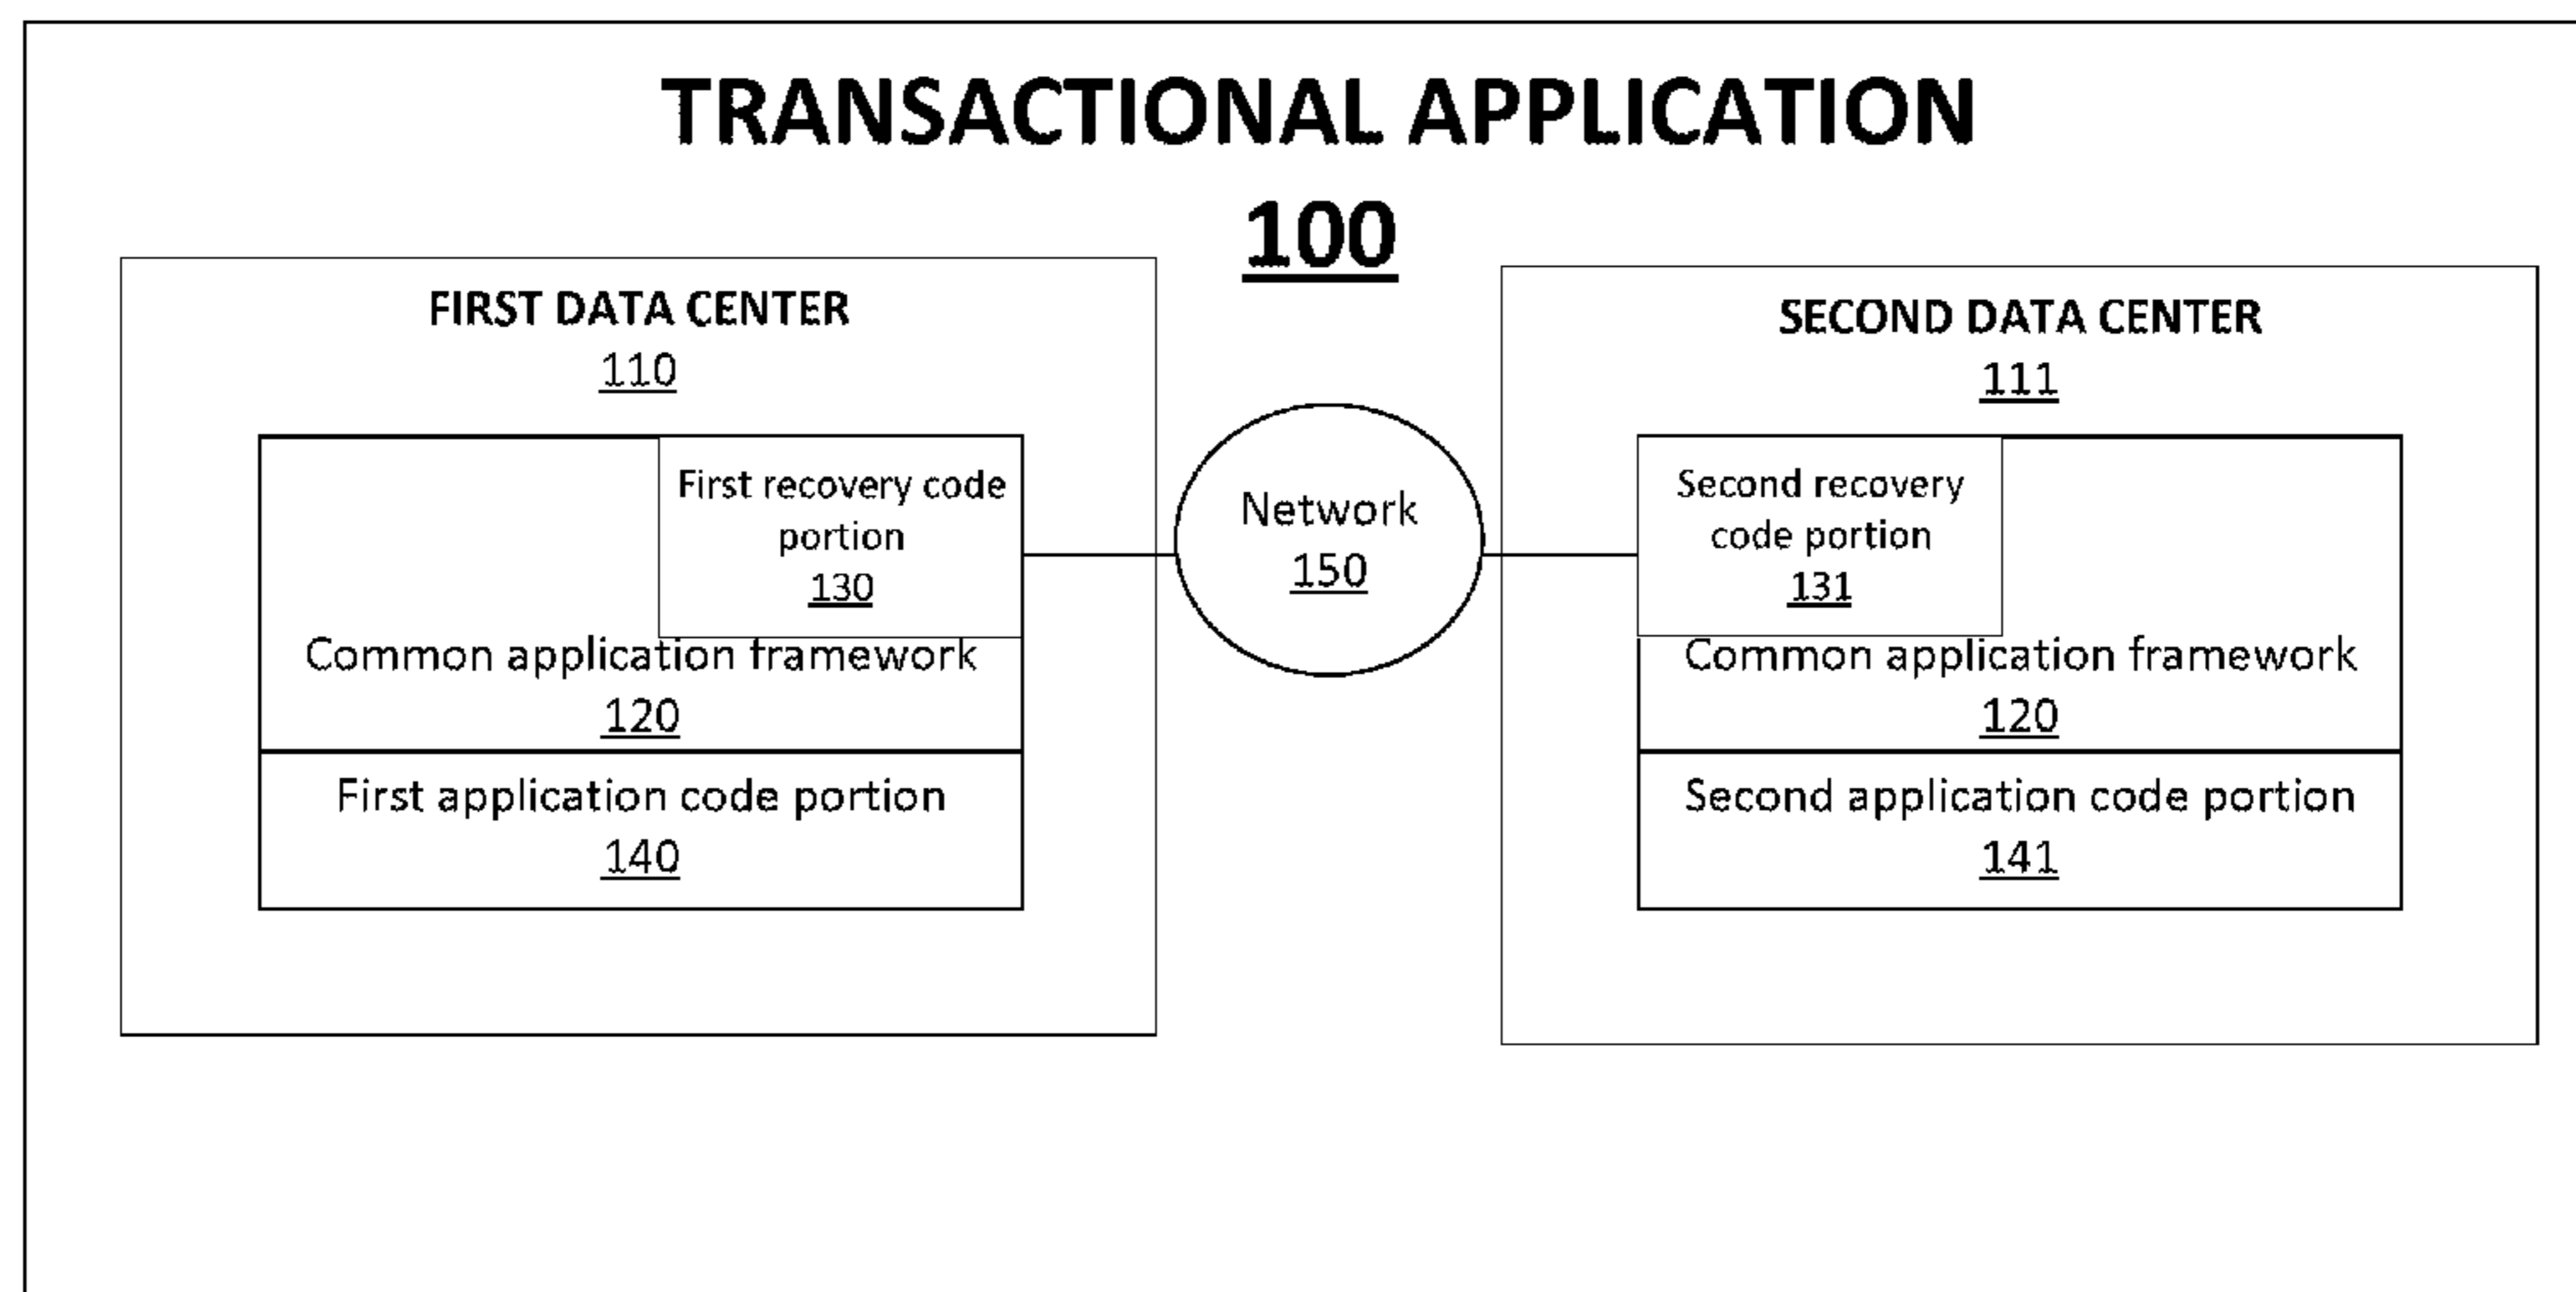 TRANSACTIONAL APPLICATION
100
FIRST DATA CENTER
110
First recovery code
portion
130
Common application framework
120
First application code portion
140
Network
150
SECOND DATA CENTER
111
Second recovery
code portion
131
Common application framework
120
Second application code portion
141